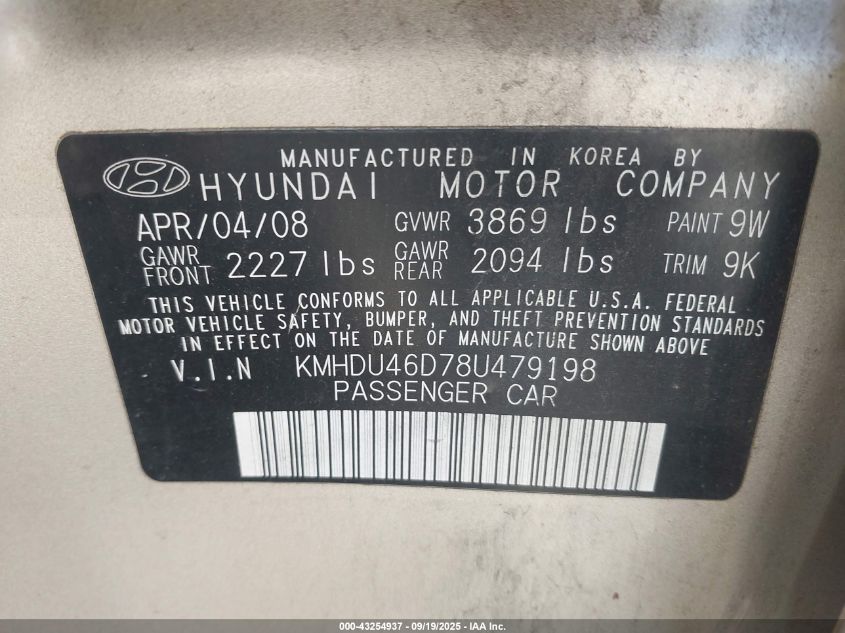 MANUFACTURED IN KOREA BY
HYUNDAI MOTOR COMPANY
APR/04/08 GVWR 3869 lbs PAINT 9W
GAWR FRONT 2227 lbs GAWR REAR 2094 lbs TRIM 9K
THIS VEHICLE CONFORMS TO ALL APPLICABLE U.S.A. FEDERAL
MOTOR VEHICLE SAFETY, BUMPER, AND THEFT PREVENTION STANDARDS
IN EFFECT ON THE DATE OF MANUFACTURE SHOWN ABOVE
V.I.N KMHDU46D78U479198
PASSENGER CAR
000-43254937 - 09/19/2025 - IAA Inc.